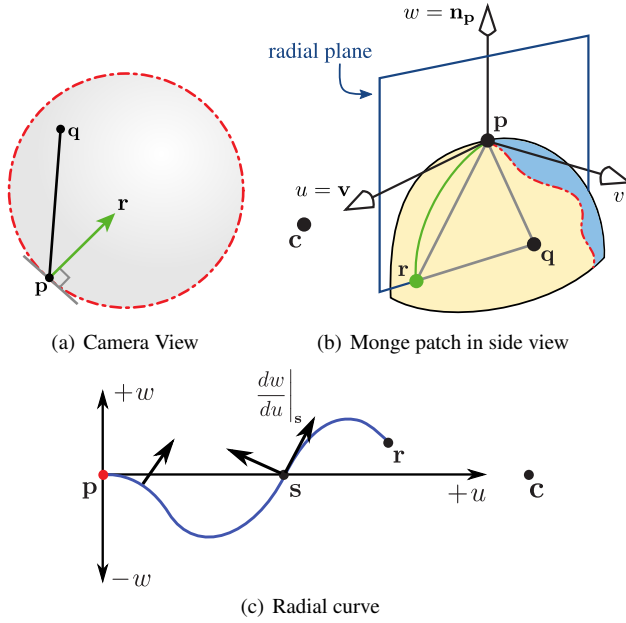 q
r
p
(a) Camera View
w = n_p
radial plane
p
u = v
v
c
r
q
(b) Monge patch in side view
+w
dw/du|_s
p
s
r
+u
c
−w
(c) Radial curve